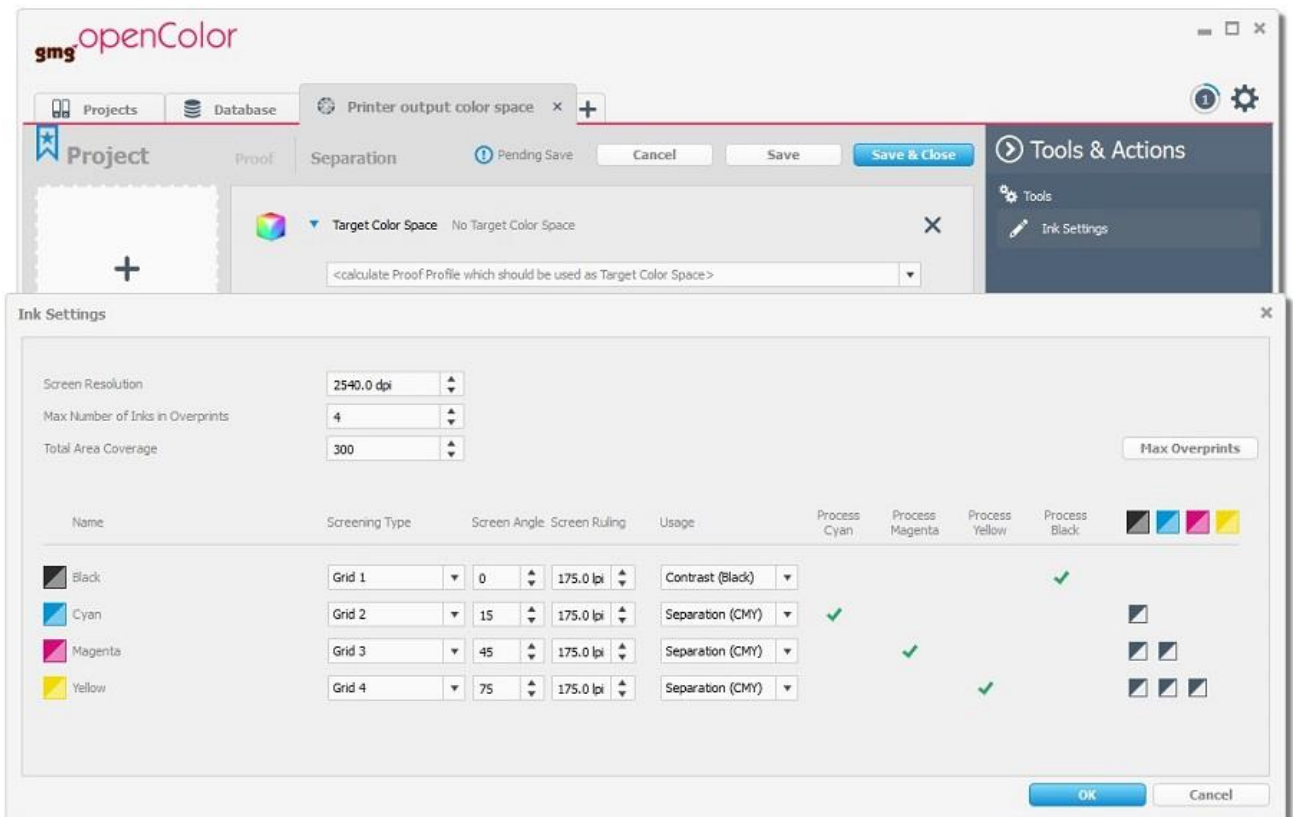 gmg openColor
Projects Database Printer output color space
1
Project Proof Separation Pending Save Cancel Save Save & Close Tools & Actions
Tools
Target Color Space No Target Color Space Ink Settings
<calculate Proof Profile which should be used as Target Color Space>
Ink Settings
Screen Resolution 2540.0 dpi
Max Number of Inks in Overprints 4
Total Area Coverage 300 Max Overprints
Name Screening Type Screen Angle Screen Ruling Usage Process Cyan Process Magenta Process Yellow Process Black
Black Grid 1 0 175.0 lpi Contrast (Black)
Cyan Grid 2 15 175.0 lpi Separation (CMY)
Magenta Grid 3 45 175.0 lpi Separation (CMY)
Yellow Grid 4 75 175.0 lpi Separation (CMY)
OK Cancel